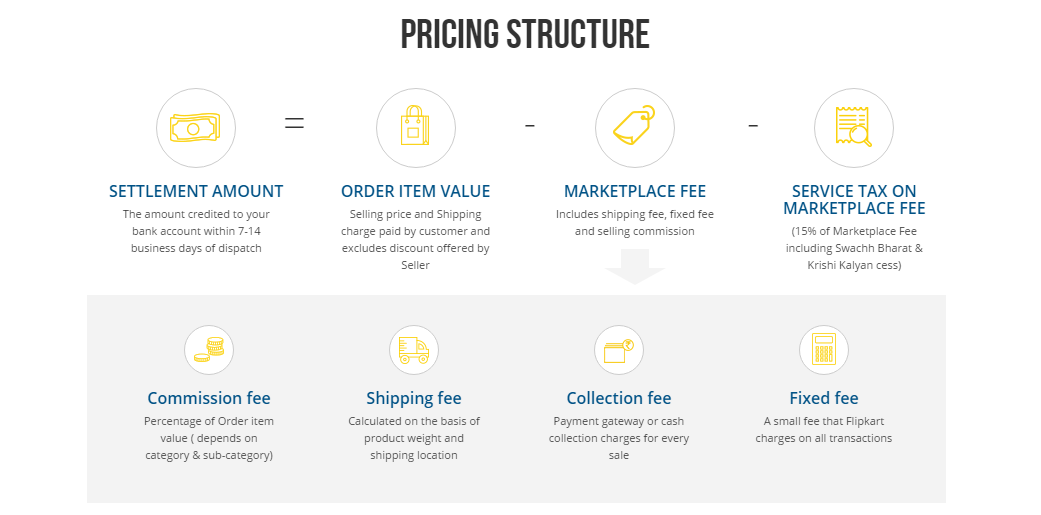 PRICING STRUCTURE
=
-
-
SETTLEMENT AMOUNT
The amount credited to your
bank account within 7-14
business days of dispatch
ORDER ITEM VALUE
Selling price and Shipping
charge paid by customer and
excludes discount offered by
Seller
MARKETPLACE FEE
Includes shipping fee, fixed fee
and selling commission
SERVICE TAX ON
MARKETPLACE FEE
(15% of Marketplace Fee
including Swachh Bharat &
Krishi Kalyan cess)
Commission fee
Percentage of Order item
value ( depends on
category & sub-category)
Shipping fee
Calculated on the basis of
product weight and
shipping location
₹
Collection fee
Payment gateway or cash
collection charges for every
sale
Fixed fee
A small fee that Flipkart
charges on all transactions